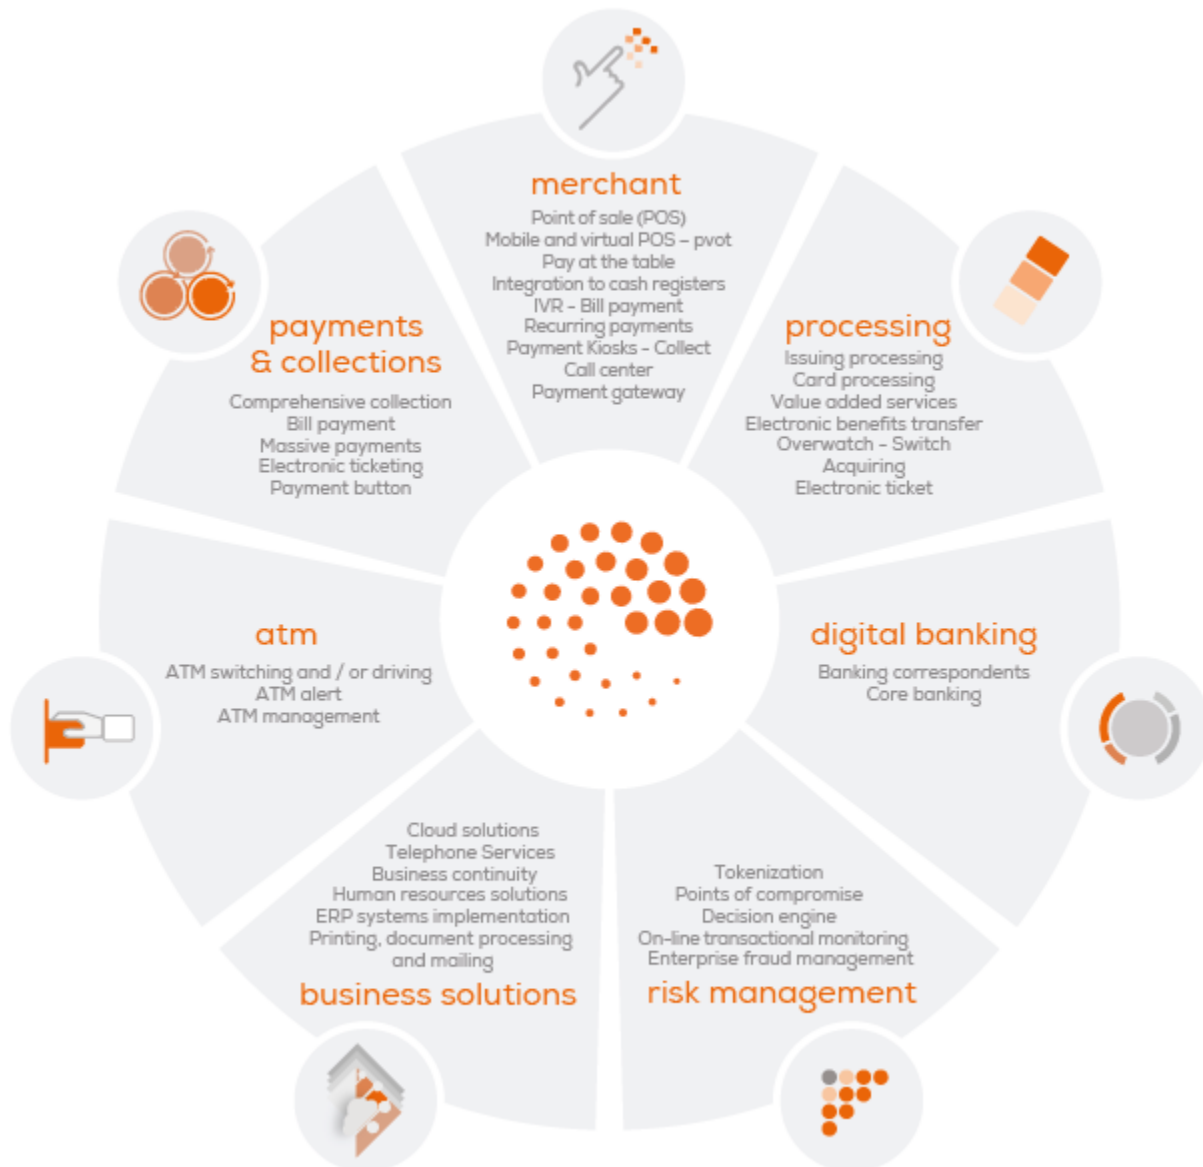 merchant
Point of sale (POS)
Mobile and virtual POS – pvot
Pay at the table
Integration to cash registers
IVR - Bill payment
Recurring payments
Payment Kiosks - Collect
Call center
Payment gateway
processing
Issuing processing
Card processing
Value added services
Electronic benefits transfer
Overwatch - Switch
Acquiring
Electronic ticket
digital banking
Banking correspondents
Core banking
Tokenization
Points of compromise
Decision engine
On-line transactional monitoring
Enterprise fraud management
risk management
Cloud solutions
Telephone Services
Business continuity
Human resources solutions
ERP systems implementation
Printing, document processing
and mailing
business solutions
atm
ATM switching and / or driving
ATM alert
ATM management
payments
& collections
Comprehensive collection
Bill payment
Massive payments
Electronic ticketing
Payment button